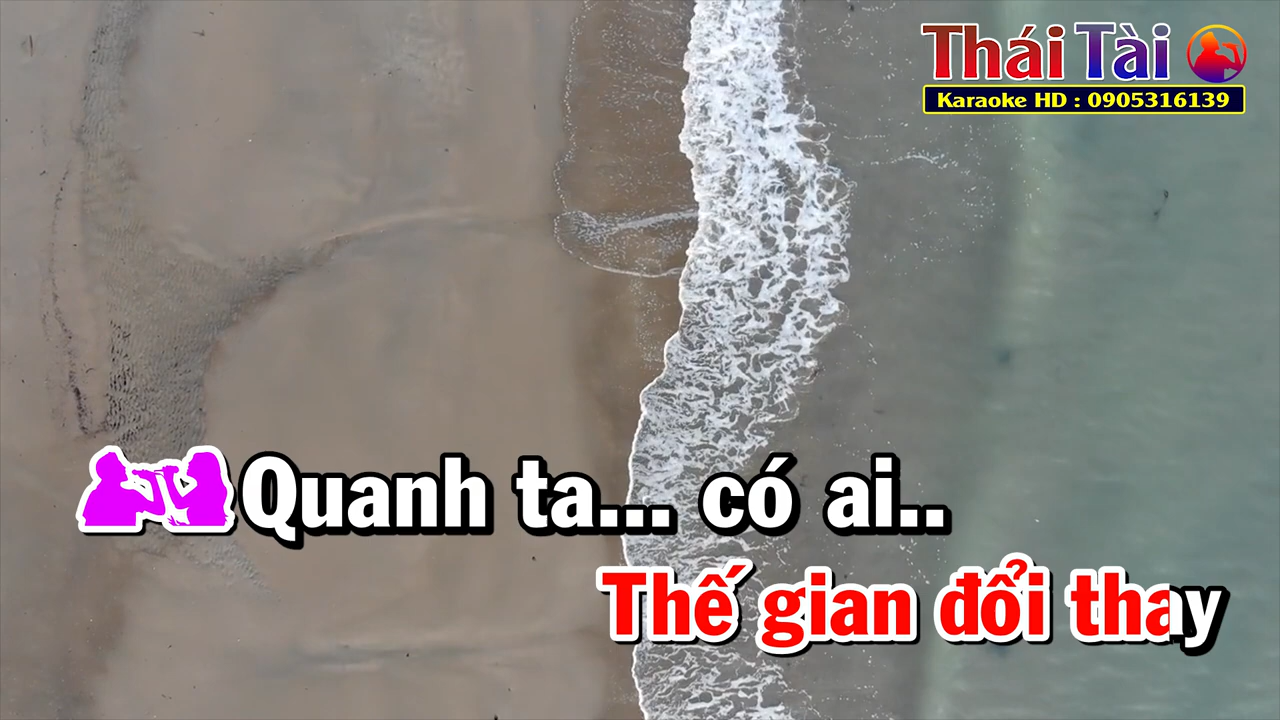 Thái Tài
Karaoke HD : 0905316139
Quanh ta... có ai..
Thế gian đổi thay